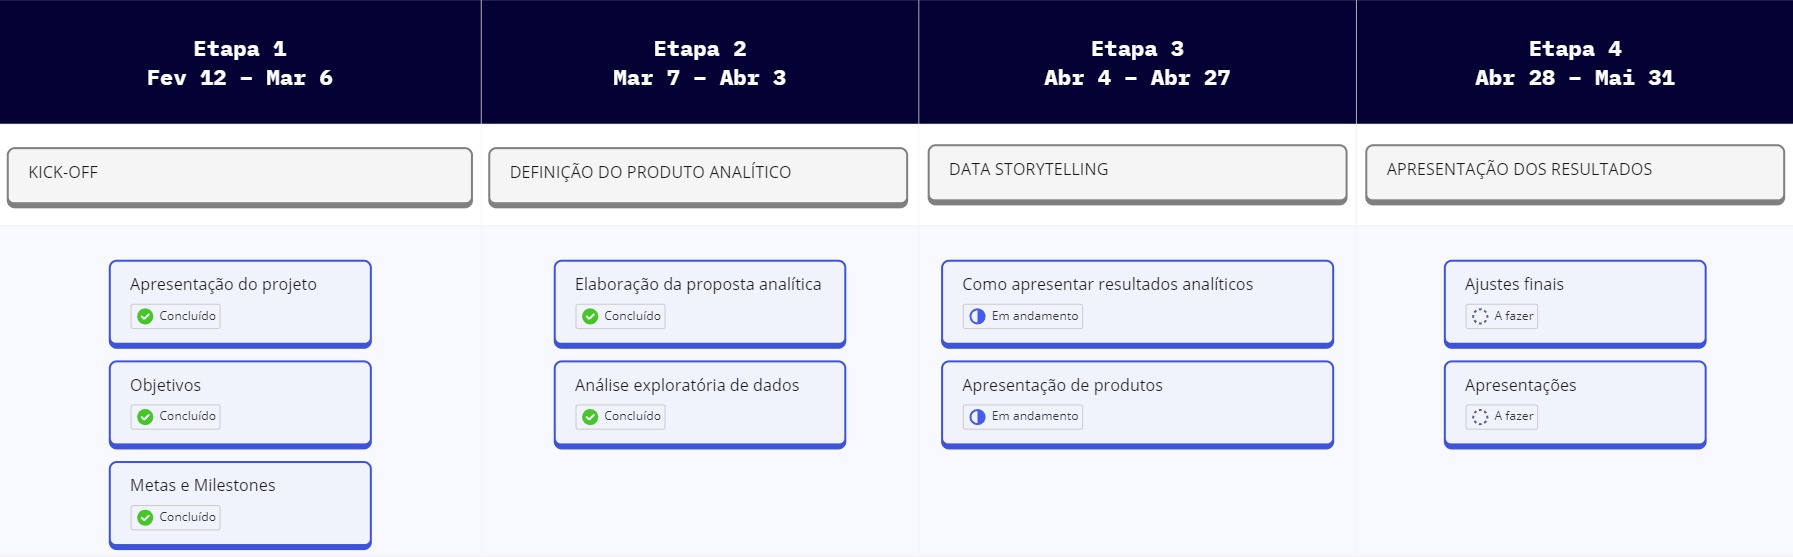 Etapa 1
Fev 12 – Mar 6
Etapa 2
Mar 7 – Abr 3
Etapa 3
Abr 4 – Abr 27
Etapa 4
Abr 28 – Mai 31
KICK-OFF
DEFINIÇÃO DO PRODUTO ANALÍTICO
DATA STORYTELLING
APRESENTAÇÃO DOS RESULTADOS
Apresentação do projeto
Concluído
Objetivos
Concluído
Metas e Milestones
Concluído
Elaboração da proposta analítica
Concluído
Análise exploratória de dados
Concluído
Como apresentar resultados analíticos
Em andamento
Apresentação de produtos
Em andamento
Ajustes finais
A fazer
Apresentações
A fazer